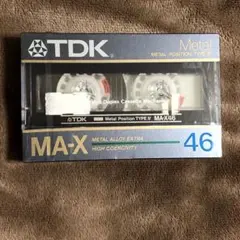 TDK
Metal
METAL POSITION TYPE IV
Cassette
TDK Metal Position TYPE IV MA-X46
MA-X
METAL ALLOY EXTRA
HIGH COERCIVITY
46